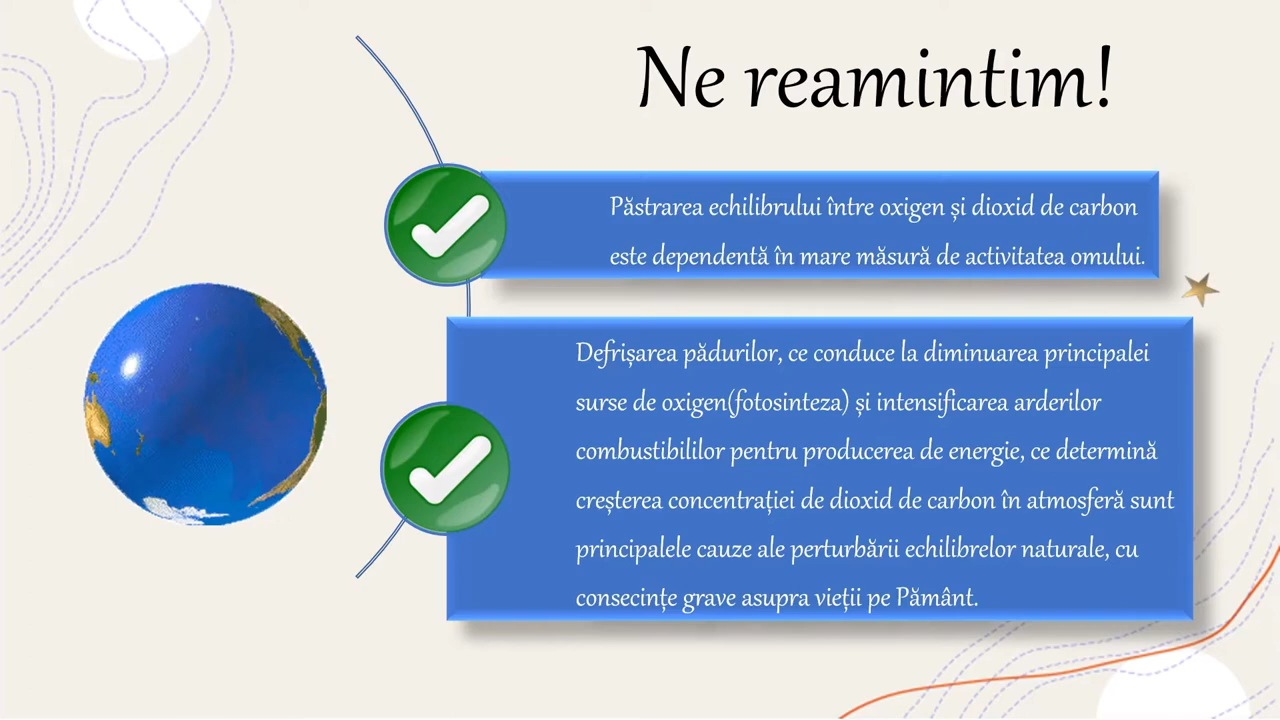 Ne reamintim!
Păstrarea echilibrului între oxigen și dioxid de carbon
este dependentă în mare măsură de activitatea omului.
Defrișarea pădurilor, ce conduce la diminuarea principalei
surse de oxigen(fotosinteza) și intensificarea arderilor
combustibililor pentru producerea de energie, ce determină
creșterea concentrației de dioxid de carbon în atmosferă sunt
principalele cauze ale perturbării echilibrelor naturale, cu
consecințe grave asupra vieții pe Pământ.